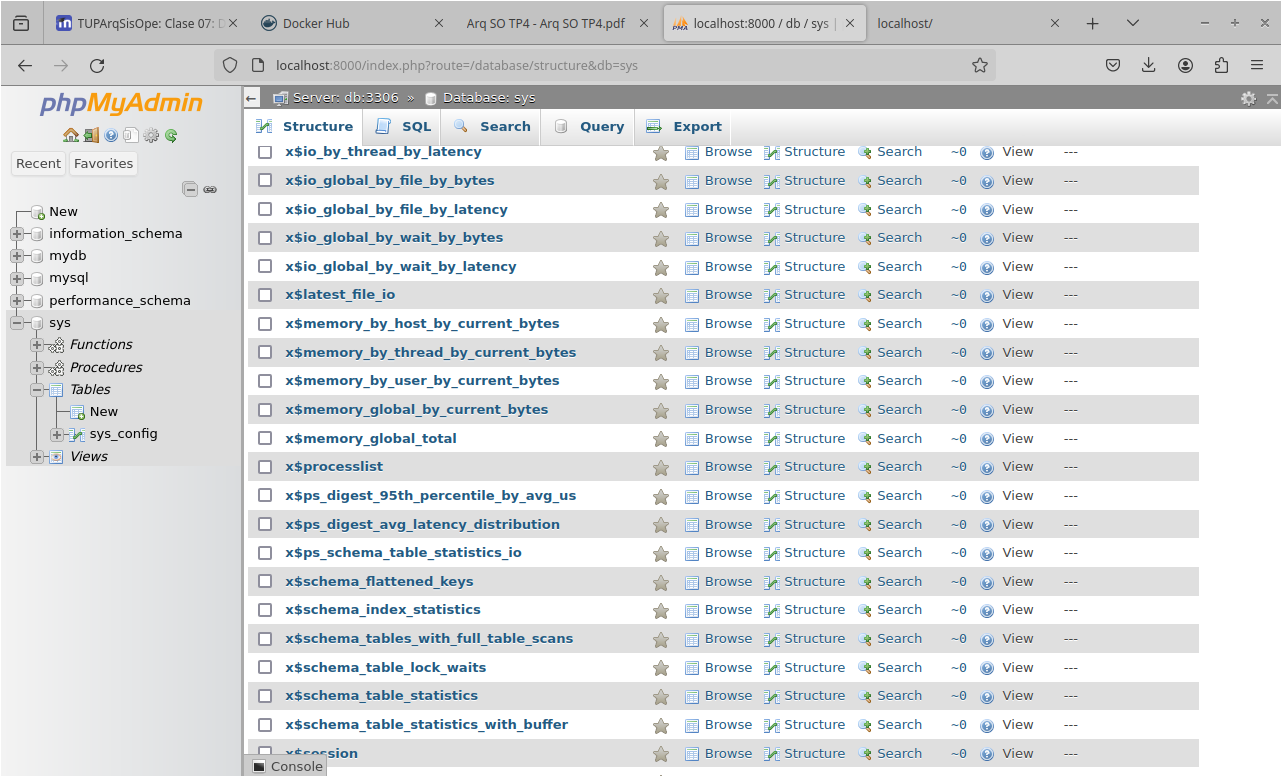 TUPArqSisOpe: Clase 07: D
Docker Hub
Arq SO TP4 - Arq SO TP4.pdf
localhost:8000 / db / sys |
localhost/
localhost:8000/index.php?route=/database/structure&db=sys
phpMyAdmin
Recent Favorites
New
information_schema
mydb
mysql
performance_schema
sys
Functions
Procedures
Tables
New
sys_config
Views
Server: db:3306 » Database: sys
Structure SQL Search Query Export
x$io_by_thread_by_latency Browse Structure Search ~0 View ---
x$io_global_by_file_by_bytes Browse Structure Search ~0 View ---
x$io_global_by_file_by_latency Browse Structure Search ~0 View ---
x$io_global_by_wait_by_bytes Browse Structure Search ~0 View ---
x$io_global_by_wait_by_latency Browse Structure Search ~0 View ---
x$latest_file_io Browse Structure Search ~0 View ---
x$memory_by_host_by_current_bytes Browse Structure Search ~0 View ---
x$memory_by_thread_by_current_bytes Browse Structure Search ~0 View ---
x$memory_by_user_by_current_bytes Browse Structure Search ~0 View ---
x$memory_global_by_current_bytes Browse Structure Search ~0 View ---
x$memory_global_total Browse Structure Search ~0 View ---
x$processlist Browse Structure Search ~0 View ---
x$ps_digest_95th_percentile_by_avg_us Browse Structure Search ~0 View ---
x$ps_digest_avg_latency_distribution Browse Structure Search ~0 View ---
x$ps_schema_table_statistics_io Browse Structure Search ~0 View ---
x$schema_flattened_keys Browse Structure Search ~0 View ---
x$schema_index_statistics Browse Structure Search ~0 View ---
x$schema_tables_with_full_table_scans Browse Structure Search ~0 View ---
x$schema_table_lock_waits Browse Structure Search ~0 View ---
x$schema_table_statistics Browse Structure Search ~0 View ---
x$schema_table_statistics_with_buffer Browse Structure Search ~0 View ---
x$session Browse Structure Search ~0 View ---
Console